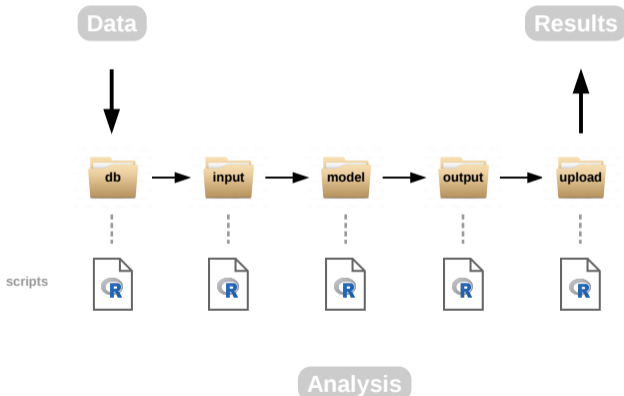 Data
Results
db
input
model
output
upload
scripts
R
R
R
R
R
Analysis